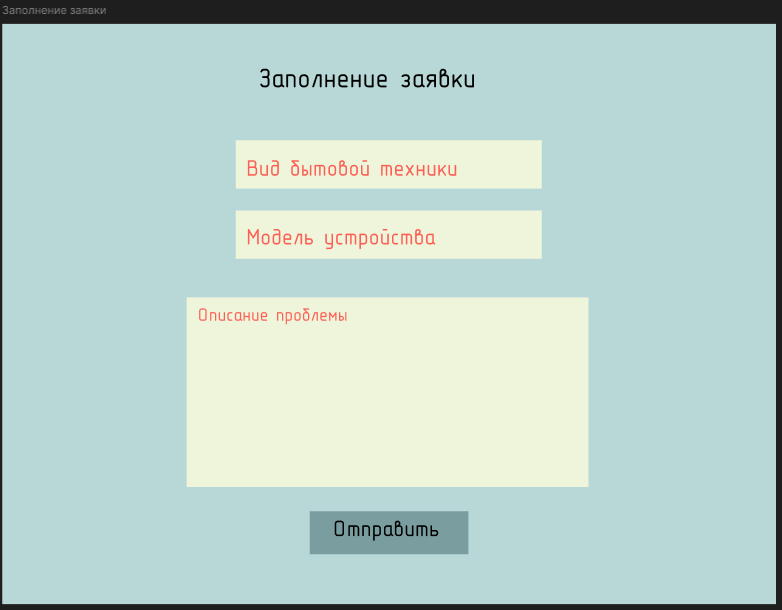 Заполнение заявки
Заполнение заявки
Вид бытовой техники
Модель устройства
Описание проблемы
Отправить